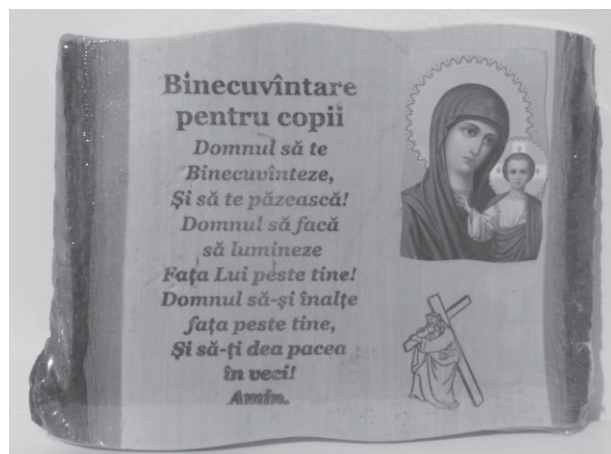 Binecuvîntare
pentru copii
Domnul să te
Binecuvînteze,
Şi să te păzească!
Domnul să facă
să lumineze
Faţa Lui peste tine!
Domnul să-şi înalţe
faţa peste tine,
Şi să-ţi dea pacea
în veci!
Amin.